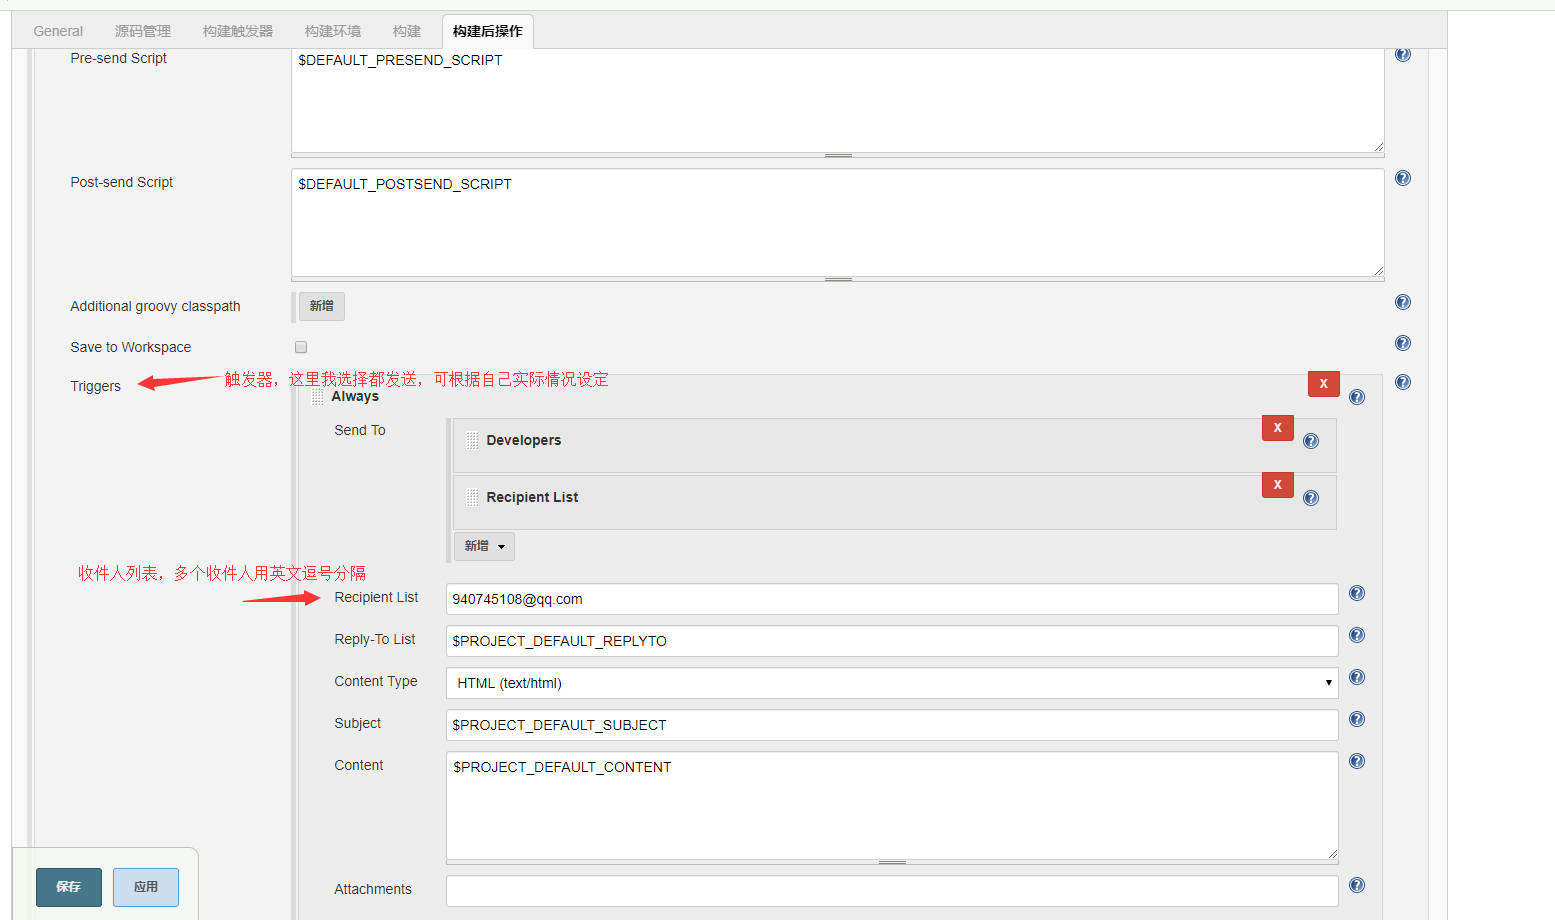 General 源码管理 构建触发器 构建环境 构建 构建后操作
Pre-send Script $DEFAULT_PRESEND_SCRIPT
Post-send Script $DEFAULT_POSTSEND_SCRIPT
Additional groovy classpath 新增
Save to Workspace
Triggers 触发器，这里我选择都发送，可根据自己实际情况设定
X
Always
Send To
Developers X
Recipient List X
新增
收件人列表，多个收件人用英文逗号分隔
Recipient List 940745108@qq.com
Reply-To List $PROJECT_DEFAULT_REPLYTO
Content Type HTML (text/html)
Subject $PROJECT_DEFAULT_SUBJECT
Content $PROJECT_DEFAULT_CONTENT
保存 应用
Attachments